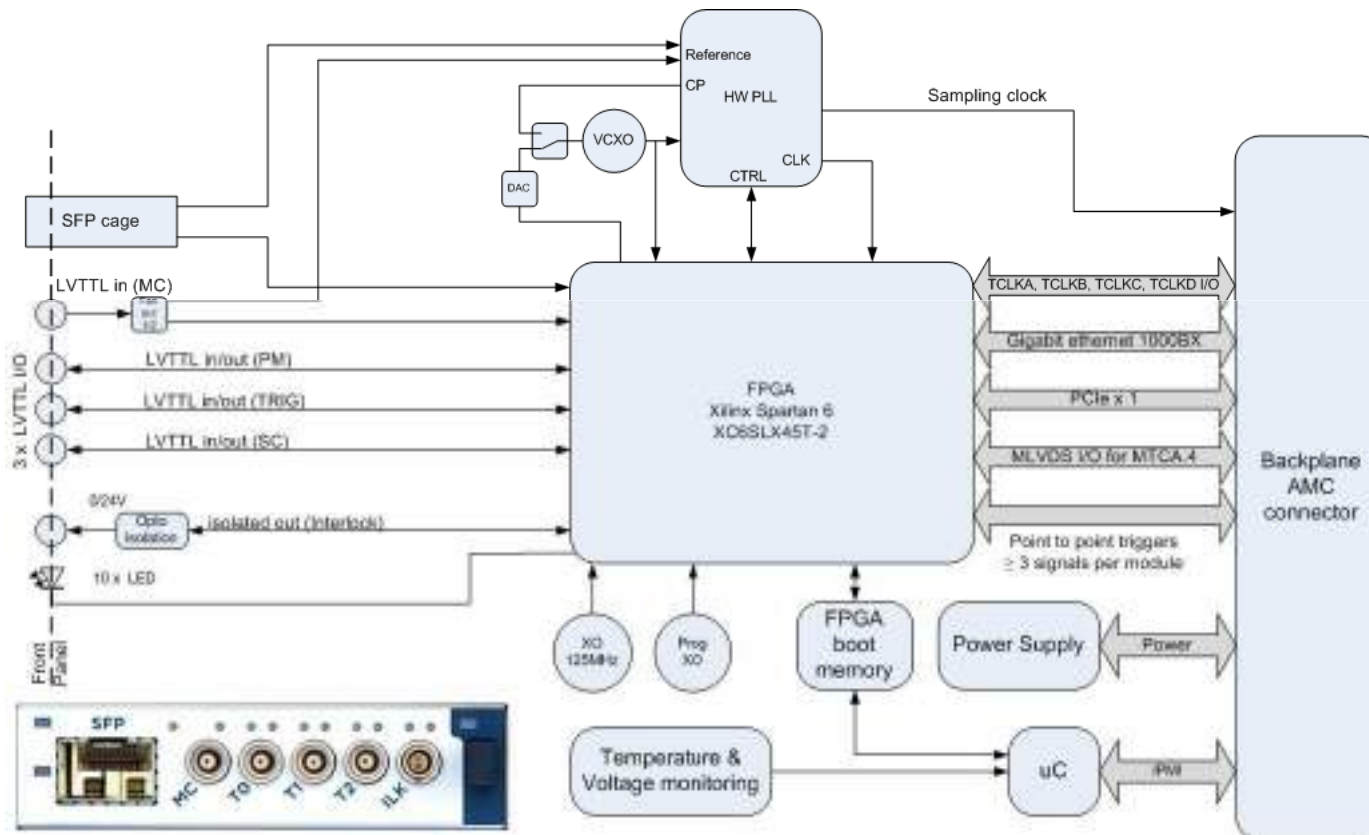 Reference
CP
HW PLL
Sampling clock
VCXO
CLK
DAC
CTRL
SFP cage
LVTTL in (MC)
TCLKA, TCLKB, TCLKC, TCLKD I/O
Gigabit ethernet 1000BX
LVTTL in/out (PM)
FPGA
Xilinx Spartan 6
XC6SLX45T-2
PCIe x 1
LVTTL in/out (TRIG)
3 x LVTTL I/O
LVTTL in/out (SC)
MLVDS I/O for MTCA.4
Backplane
AMC
connector
0/24V
Opto
isolation
isolated out (Interlock)
Point to point triggers
≥ 3 signals per module
10 x LED
XO
125MHz
Prog
XO
FPGA
boot
memory
Power Supply
Power
Front
Panel
SFP
MC
T0
T1
T2
ILK
Temperature &
Voltage monitoring
uC
IPMI